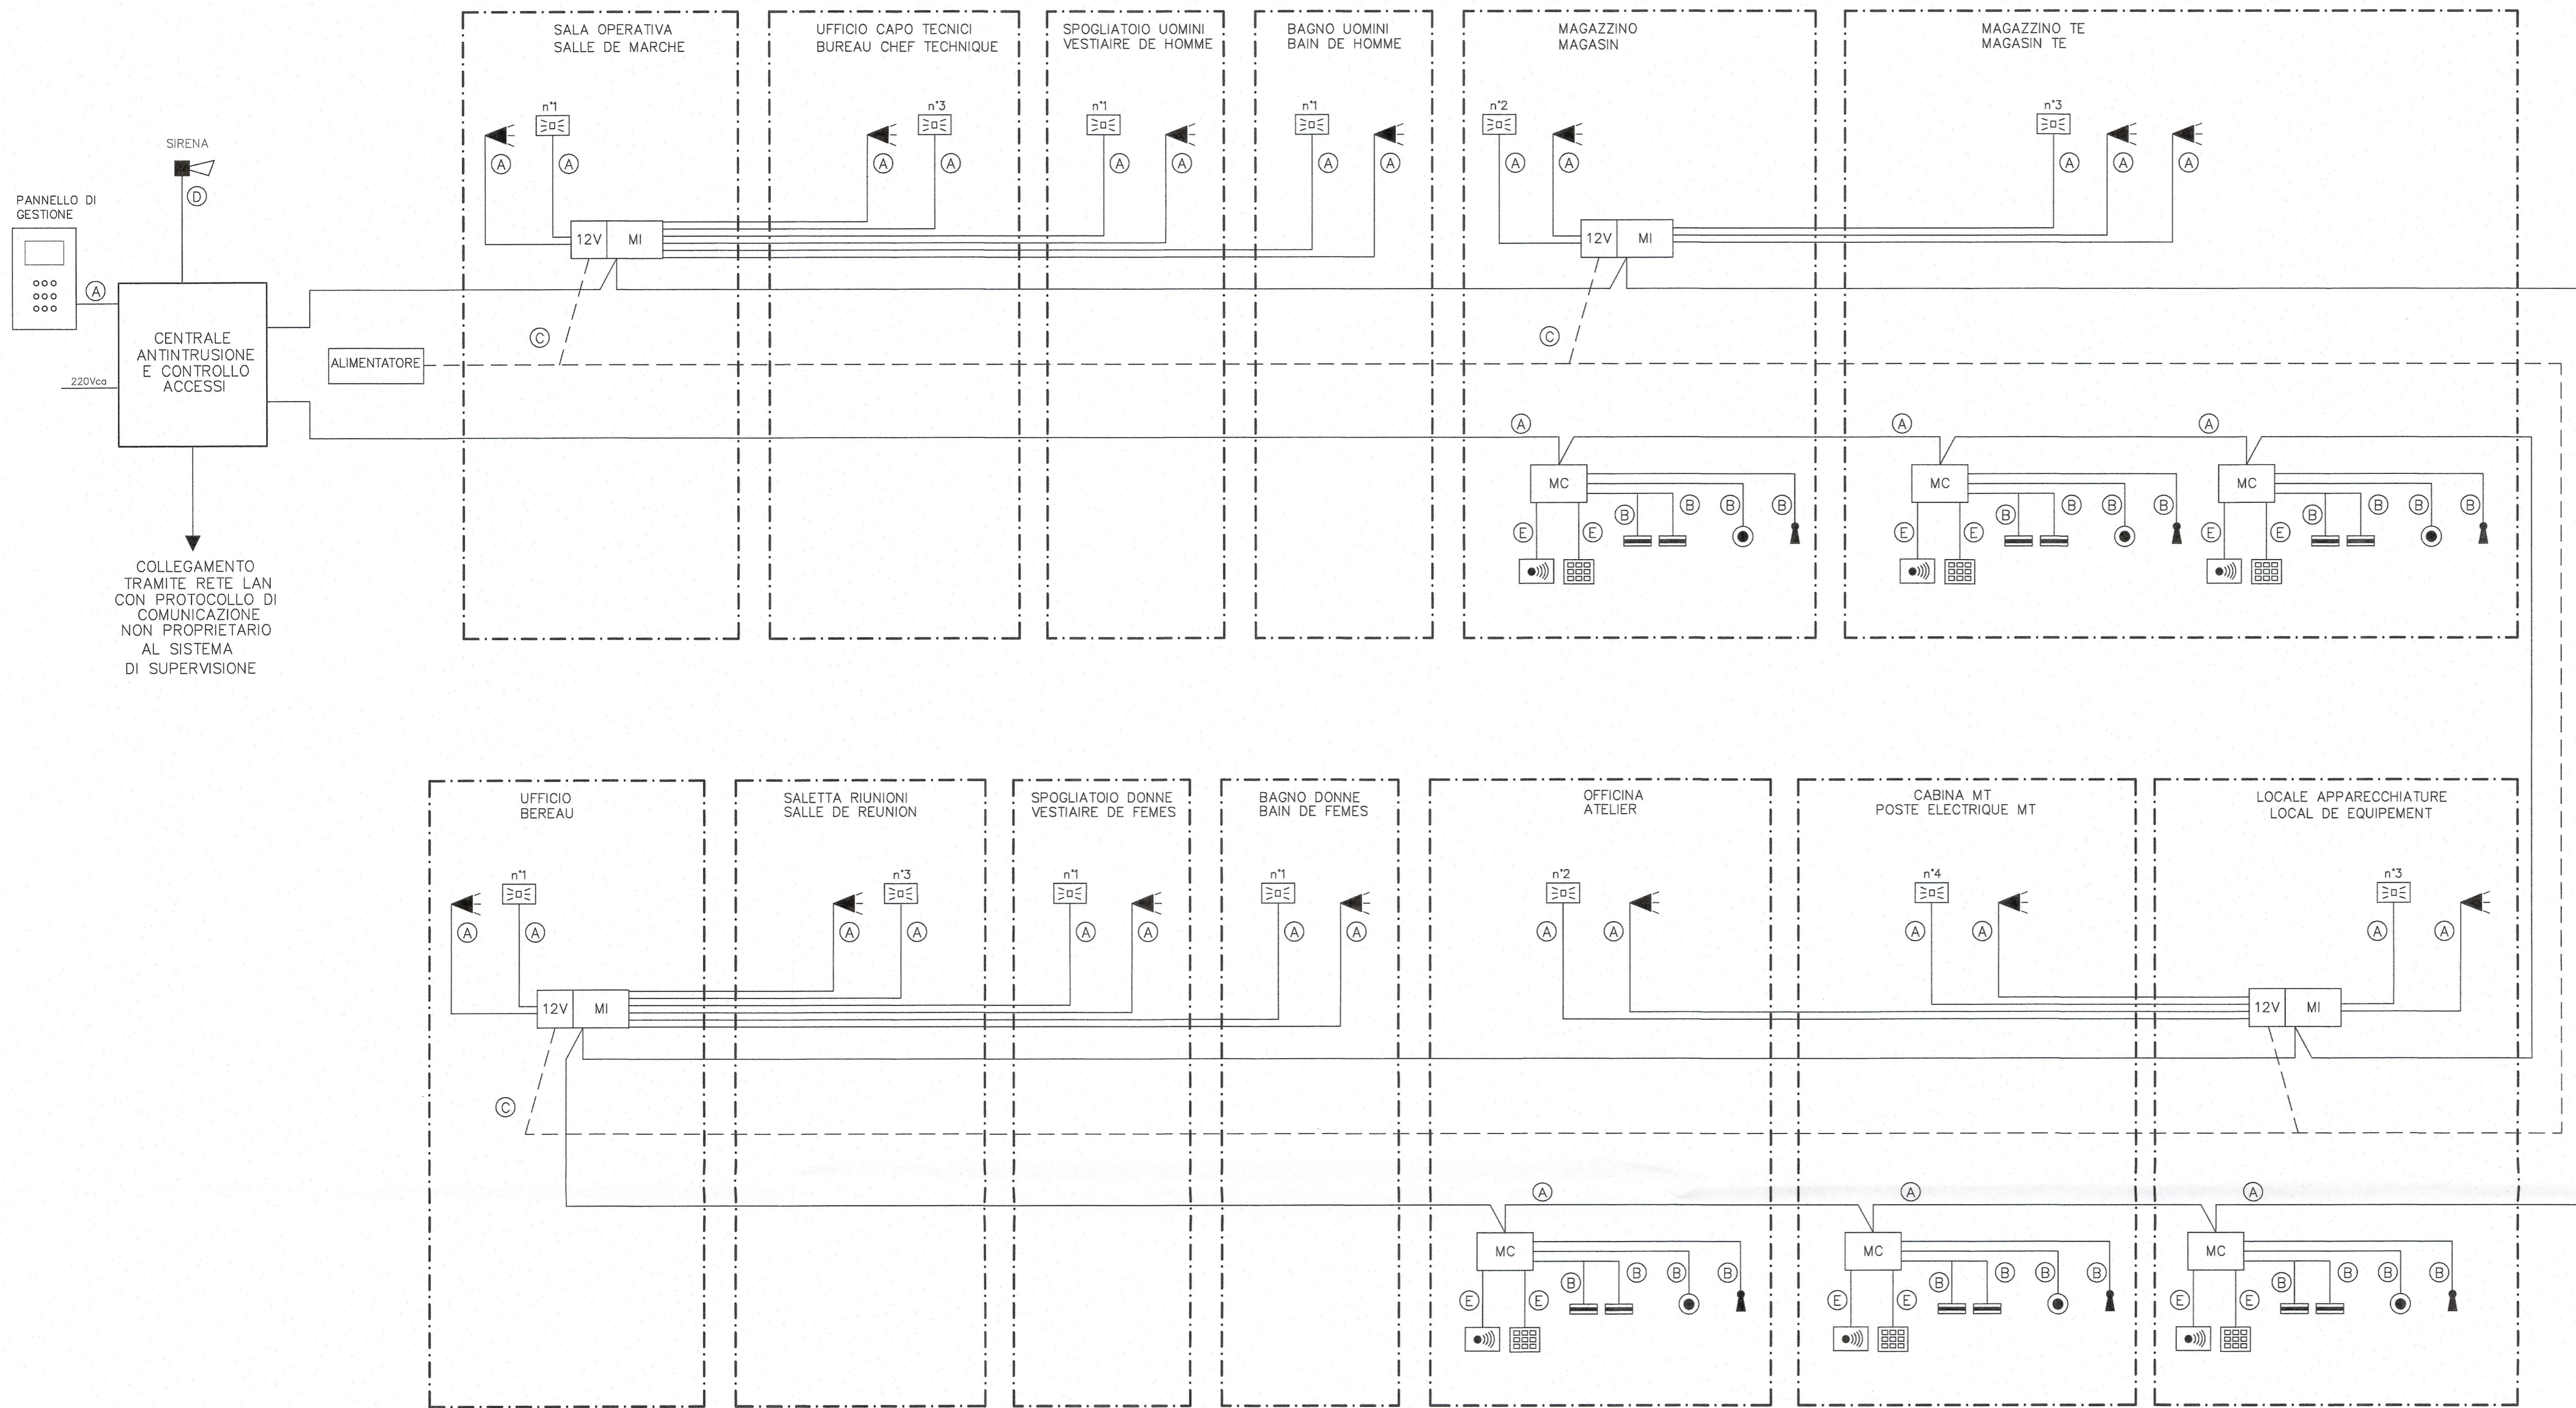 SALA OPERATIVA
SALLE DE MARCHE
UFFICIO CAPO TECNICI
BUREAU CHEF TECHNIQUE
SPOGLIATOIO UOMINI
VESTIAIRE DE HOMME
BAGNO UOMINI
BAIN DE HOMME
MAGAZZINO
MAGASIN
MAGAZZINO TE
MAGASIN TE
n°1
n°3
n°1
n°1
n°2
n°3
A
A
A
A
A
A
A
A
A
A
A
A
A
SIRENA
D
PANNELLO DI
GESTIONE
A
12V MI
12V MI
CENTRALE
ANTINTRUSIONE
E CONTROLLO
ACCESSI
220Vca
ALIMENTATORE
C
C
A
A
A
MC
MC
MC
E E B B B B
E E B B B B
E E B B B B
COLLEGAMENTO
TRAMITE RETE LAN
CON PROTOCOLLO DI
COMUNICAZIONE
NON PROPRIETARIO
AL SISTEMA
DI SUPERVISIONE
UFFICIO
BEREAU
SALETTA RIUNIONI
SALLE DE REUNION
SPOGLIATOIO DONNE
VESTIAIRE DE FEMES
BAGNO DONNE
BAIN DE FEMES
OFFICINA
ATELIER
CABINA MT
POSTE ELECTRIQUE MT
LOCALE APPARECCHIATURE
LOCAL DE EQUIPEMENT
n°1
n°3
n°1
n°1
n°2
n°4
n°3
A
A
A
A
A
A
A
A
A
A
A
A
A
A
12V MI
12V MI
C
A
A
A
MC
MC
MC
E E B B B B
E E B B B B
E E B B B B